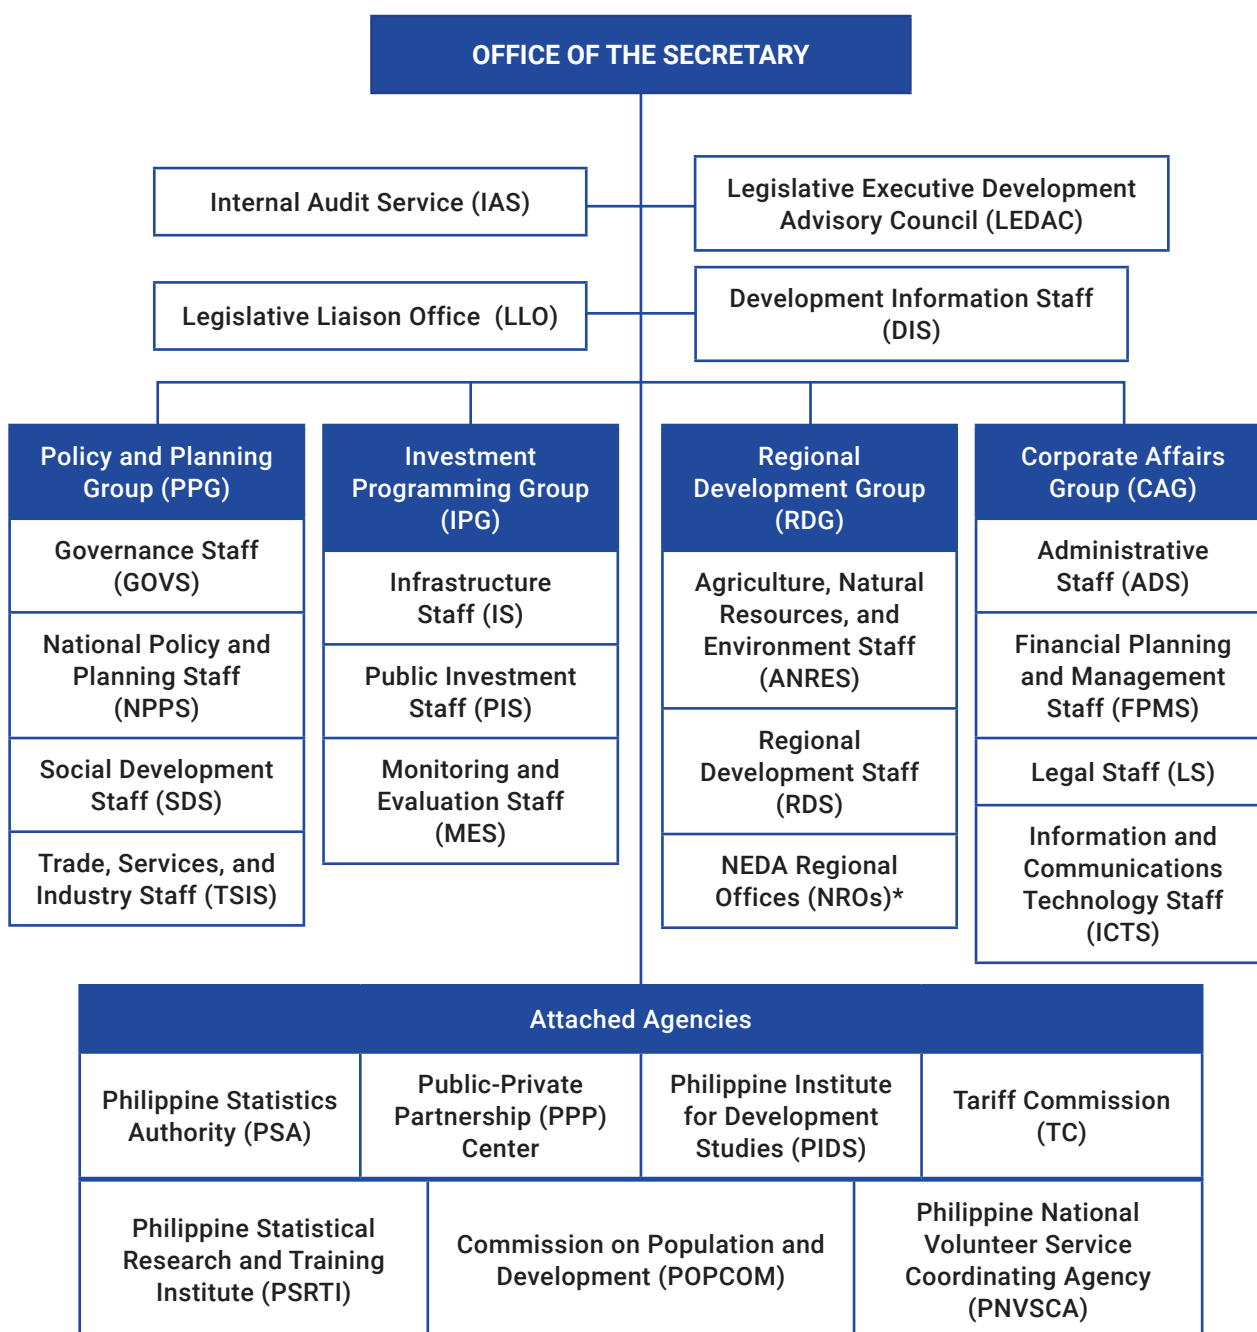 OFFICE OF THE SECRETARY
Internal Audit Service (IAS)
Legislative Executive Development
Advisory Council (LEDAC)
Legislative Liaison Office (LLO)
Development Information Staff
(DIS)
Policy and Planning
Group (PPG)
Governance Staff
(GOVS)
National Policy and
Planning Staff
(NPPS)
Social Development
Staff (SDS)
Trade, Services, and
Industry Staff (TSIS)
Investment
Programming Group
(IPG)
Infrastructure
Staff (IS)
Public Investment
Staff (PIS)
Monitoring and
Evaluation Staff
(MES)
Regional
Development Group
(RDG)
Agriculture, Natural
Resources, and
Environment Staff
(ANRES)
Regional
Development Staff
(RDS)
NEDA Regional
Offices (NROs)*
Corporate Affairs
Group (CAG)
Administrative
Staff (ADS)
Financial Planning
and Management
Staff (FPMS)
Legal Staff (LS)
Information and
Communications
Technology Staff
(ICTS)
Attached Agencies
Philippine Statistics
Authority (PSA)
Public-Private
Partnership (PPP)
Center
Philippine Institute
for Development
Studies (PIDS)
Tariff Commission
(TC)
Philippine Statistical
Research and Training
Institute (PSRTI)
Commission on Population and
Development (POPCOM)
Philippine National
Volunteer Service
Coordinating Agency
(PNVSCA)